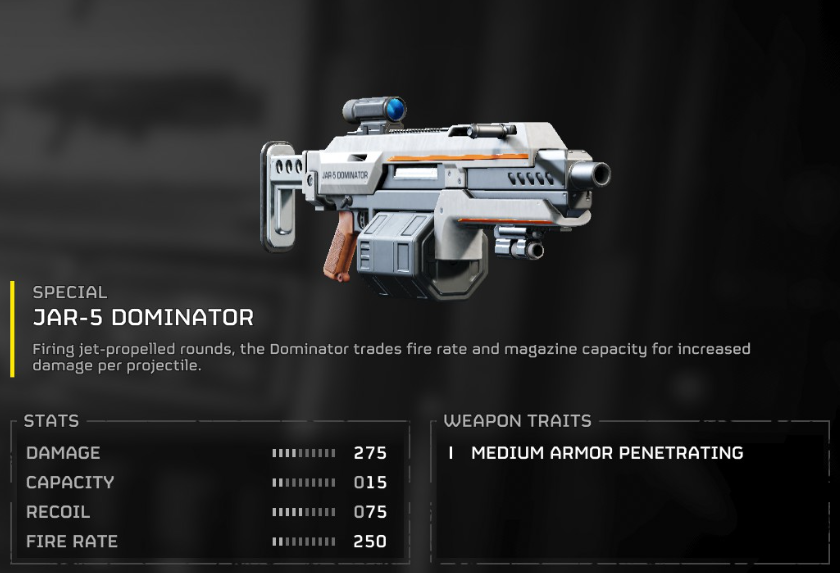 JAR-5 DOMINATOR
SPECIAL
JAR-5 DOMINATOR
Firing jet-propelled rounds, the Dominator trades fire rate and magazine capacity for increased
damage per projectile.
STATS
DAMAGE 275
CAPACITY 015
RECOIL 075
FIRE RATE 250
WEAPON TRAITS
I MEDIUM ARMOR PENETRATING